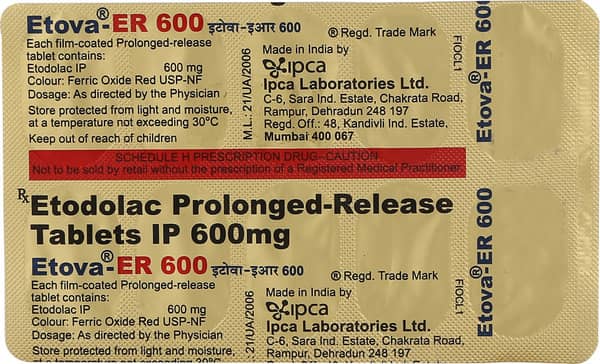 Etova-®ER 600 इटोवा-इआर 600
Each film-coated Prolonged-release
tablet contains:
Etodolac IP 600 mg
Colour: Ferric Oxide Red USP-NF
Dosage: As directed by the Physician
Store protected from light and moisture,
at a temperature not exceeding 30°C
Keep out of reach of children
M.L.: 21/UA/2006
® Regd. Trade Mark
Made in India by
ipca
Ipca Laboratories Ltd.
C-6, Sara Ind. Estate, Chakrata Road,
Rampur, Dehradun 248 197
Regd. Off.: 48, Kandivli Ind. Estate,
Mumbai 400 067
FIOCL1
Etova-®ER 600
SCHEDULE H PRESCRIPTION DRUG-CAUTION
Not to be sold by retail without the prescription of a Registered Medical Practitioner
Rx Etodolac Prolonged-Release
Tablets IP 600mg
Etova-®ER 600 इटोवा-इआर 600
Each film-coated Prolonged-release
tablet contains:
Etodolac IP 600 mg
Colour: Ferric Oxide Red USP-NF
Dosage: As directed by the Physician
Store protected from light and moisture,
at a temperature not exceeding 30°C
21/UA/2006
® Regd. Trade Mark
Made in India by
ipca
Ipca Laboratories Ltd.
C-6, Sara Ind. Estate, Chakrata Road,
Rampur, Dehradun 248 197
FIOCL1
Etova-®ER 600